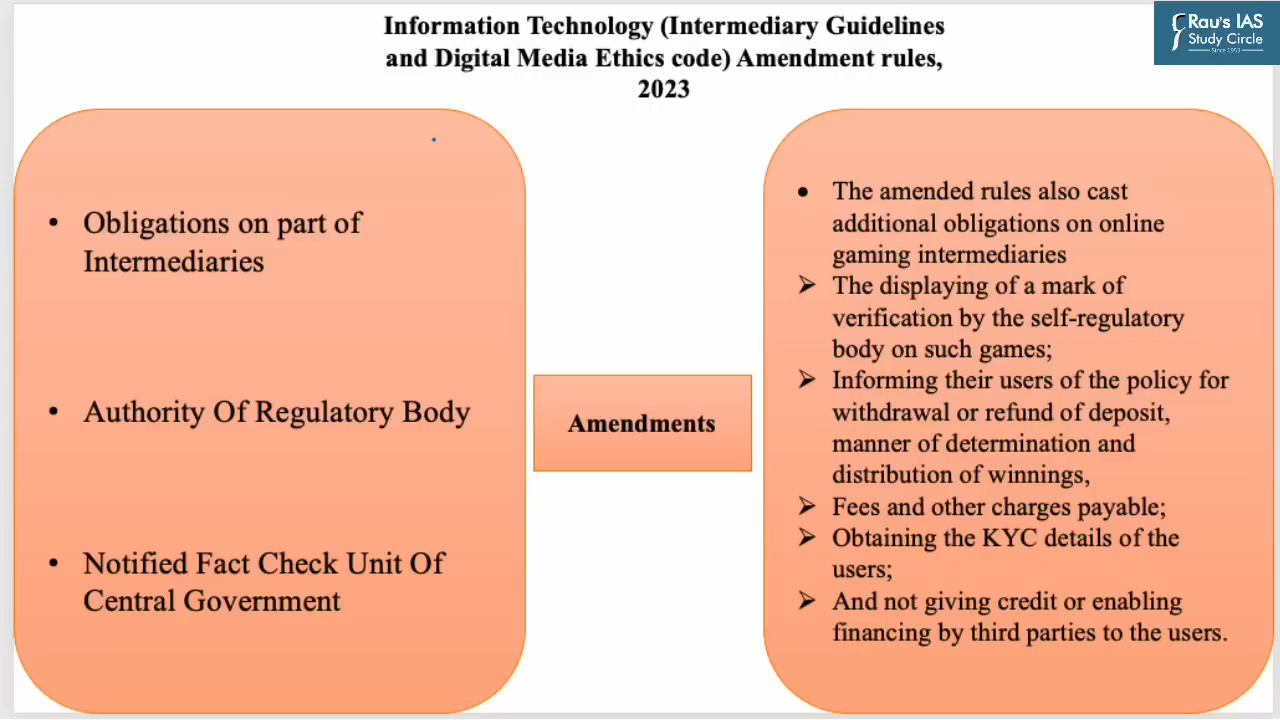 Information Technology (Intermediary Guidelines
and Digital Media Ethics code) Amendment rules,
2023
Rau's IAS
Study Circle
Since 1953
• Obligations on part of
Intermediaries
• Authority Of Regulatory Body
• Notified Fact Check Unit Of
Central Government
Amendments
• The amended rules also cast
additional obligations on online
gaming intermediaries
➢ The displaying of a mark of
verification by the self-regulatory
body on such games;
➢ Informing their users of the policy for
withdrawal or refund of deposit,
manner of determination and
distribution of winnings,
➢ Fees and other charges payable;
➢ Obtaining the KYC details of the
users;
➢ And not giving credit or enabling
financing by third parties to the users.